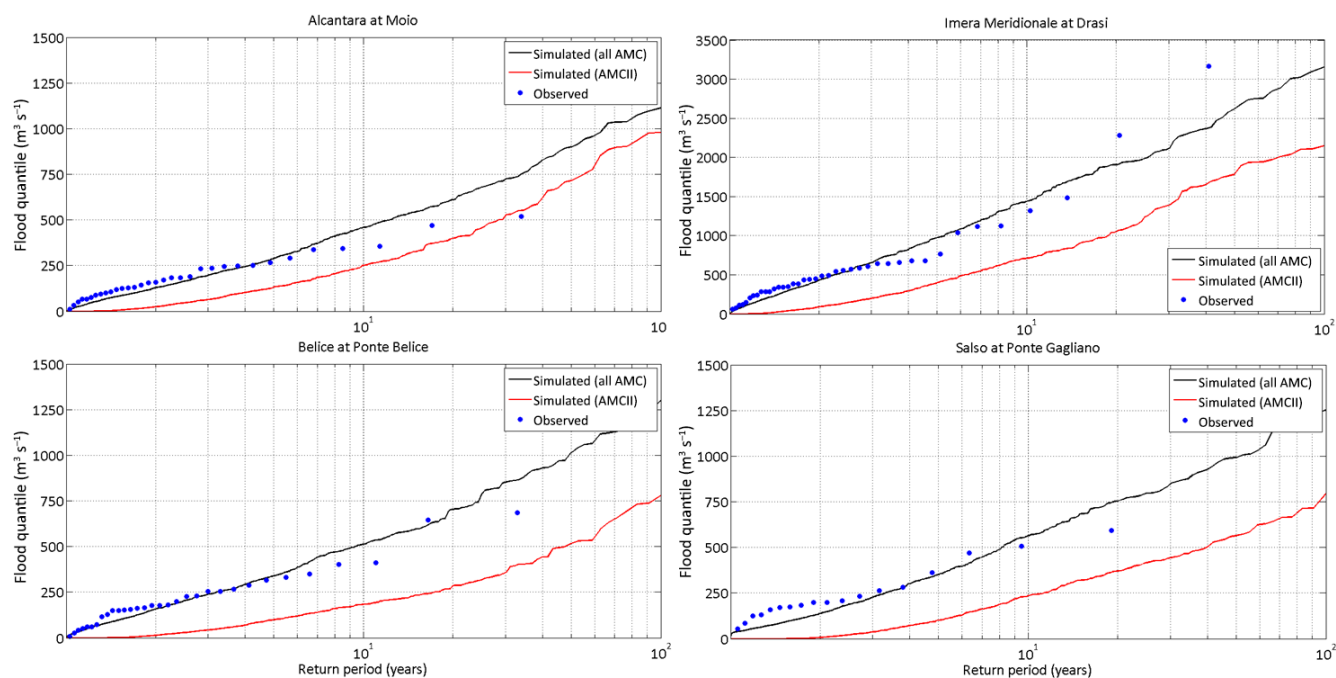 Alcantara at Moio
Flood quantile (m³ s⁻¹)
1500
1250
1000
750
500
250
0
Simulated (all AMC)
Simulated (AMCII)
Observed
10¹
10
Imera Meridionale at Drasi
Flood quantile (m³ s⁻¹)
3500
3000
2500
2000
1500
1000
500
0
Simulated (all AMC)
Simulated (AMCII)
Observed
10¹
10²
Belice at Ponte Belice
Flood quantile (m³ s⁻¹)
1500
1250
1000
750
500
250
0
Simulated (all AMC)
Simulated (AMCII)
Observed
10¹
10²
Return period (years)
Salso at Ponte Gagliano
Flood quantile (m³ s⁻¹)
1500
1250
1000
750
500
250
0
Simulated (all AMC)
Simulated (AMCII)
Observed
10¹
10²
Return period (years)